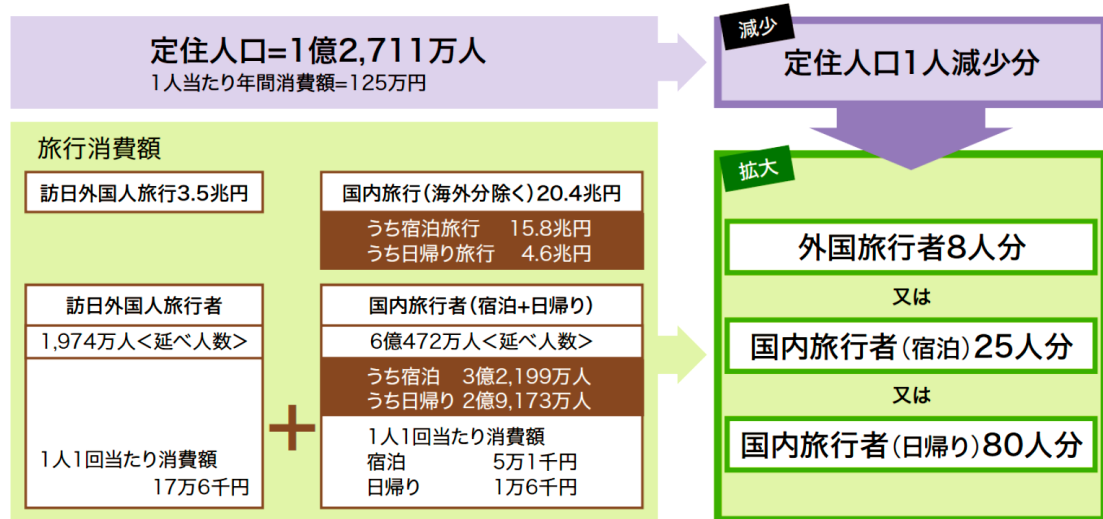 定住人口=1億2,711万人
1人当たり年間消費額=125万円
減少
定住人口1人減少分
旅行消費額
訪日外国人旅行3.5兆円
国内旅行(海外分除く)20.4兆円
うち宿泊旅行 15.8兆円
うち日帰り旅行 4.6兆円
訪日外国人旅行者
1,974万人<延べ人数>
1人1回当たり消費額
17万6千円
+
国内旅行者(宿泊+日帰り)
6億472万人<延べ人数>
うち宿泊 3億2,199万人
うち日帰り 2億9,173万人
1人1回当たり消費額
宿泊 5万1千円
日帰り 1万6千円
拡大
外国旅行者8人分
又は
国内旅行者(宿泊)25人分
又は
国内旅行者(日帰り)80人分